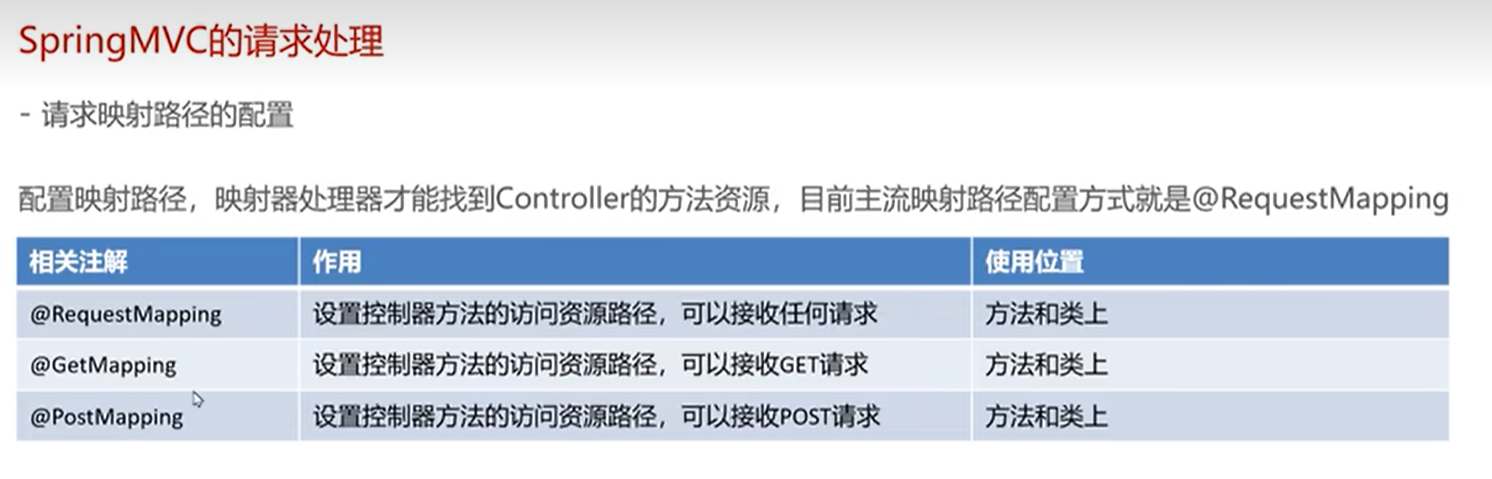 SpringMVC的请求处理
- 请求映射路径的配置
配置映射路径，映射器处理器才能找到Controller的方法资源，目前主流映射路径配置方式就是@RequestMapping
相关注解 作用 使用位置
@RequestMapping 设置控制器方法的访问资源路径，可以接收任何请求 方法和类上
@GetMapping 设置控制器方法的访问资源路径，可以接收GET请求 方法和类上
@PostMapping 设置控制器方法的访问资源路径，可以接收POST请求 方法和类上